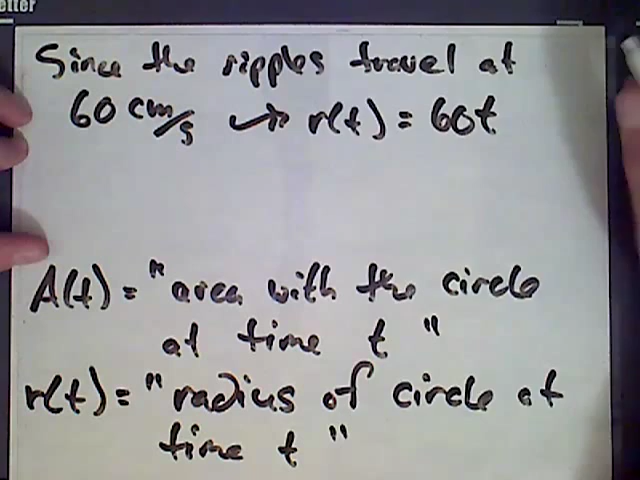 etter
Since the ripples travel at
60 cm/s → r(t) = 60t
A(t) = "area with the circle
at time t"
r(t) = "radius of circle at
time t"